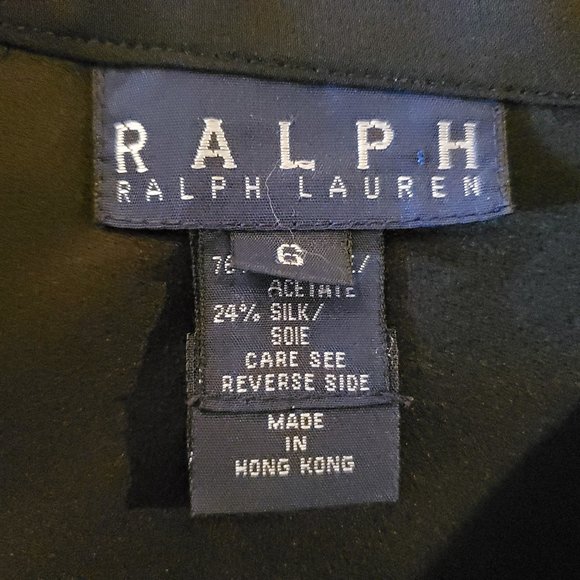 RALPH
RALPH LAUREN
6
ACETATE
24% SILK/
SOIE
CARE SEE
REVERSE SIDE
MADE
IN
HONG KONG